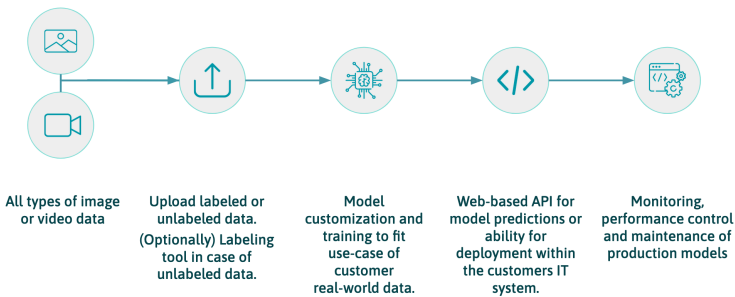 All types of image
or video data
Upload labeled or
unlabeled data.
(Optionally) Labeling
tool in case of
unlabeled data.
Model
customization and
training to fit
use-case of
customer
real-world data.
Web-based API for
model predictions or
ability for
deployment within
the customers IT
system.
Monitoring,
performance control
and maintenance of
production models